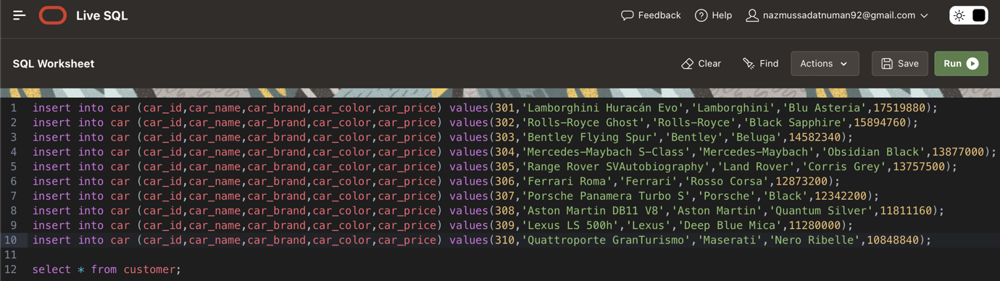 Live SQL
Feedback
Help
nazmussadatnuman92@gmail.com
SQL Worksheet
Clear
Find
Actions
Save
Run
1 insert into car (car_id,car_name,car_brand,car_color,car_price) values(301,'Lamborghini Huracán Evo','Lamborghini','Blu Asteria',17519880);
2 insert into car (car_id,car_name,car_brand,car_color,car_price) values(302,'Rolls-Royce Ghost','Rolls-Royce','Black Sapphire',15894760);
3 insert into car (car_id,car_name,car_brand,car_color,car_price) values(303,'Bentley Flying Spur','Bentley','Beluga',14582340);
4 insert into car (car_id,car_name,car_brand,car_color,car_price) values(304,'Mercedes-Maybach S-Class','Mercedes-Maybach','Obsidian Black',13877000);
5 insert into car (car_id,car_name,car_brand,car_color,car_price) values(305,'Range Rover SVAutobiography','Land Rover','Corris Grey',13757500);
6 insert into car (car_id,car_name,car_brand,car_color,car_price) values(306,'Ferrari Roma','Ferrari','Rosso Corsa',12873200);
7 insert into car (car_id,car_name,car_brand,car_color,car_price) values(307,'Porsche Panamera Turbo S','Porsche','Black',12342200);
8 insert into car (car_id,car_name,car_brand,car_color,car_price) values(308,'Aston Martin DB11 V8','Aston Martin','Quantum Silver',11811160);
9 insert into car (car_id,car_name,car_brand,car_color,car_price) values(309,'Lexus LS 500h','Lexus','Deep Blue Mica',11280000);
10 insert into car (car_id,car_name,car_brand,car_color,car_price) values(310,'Quattroporte GranTurismo','Maserati','Nero Ribelle',10848840);
11
12 select * from customer;